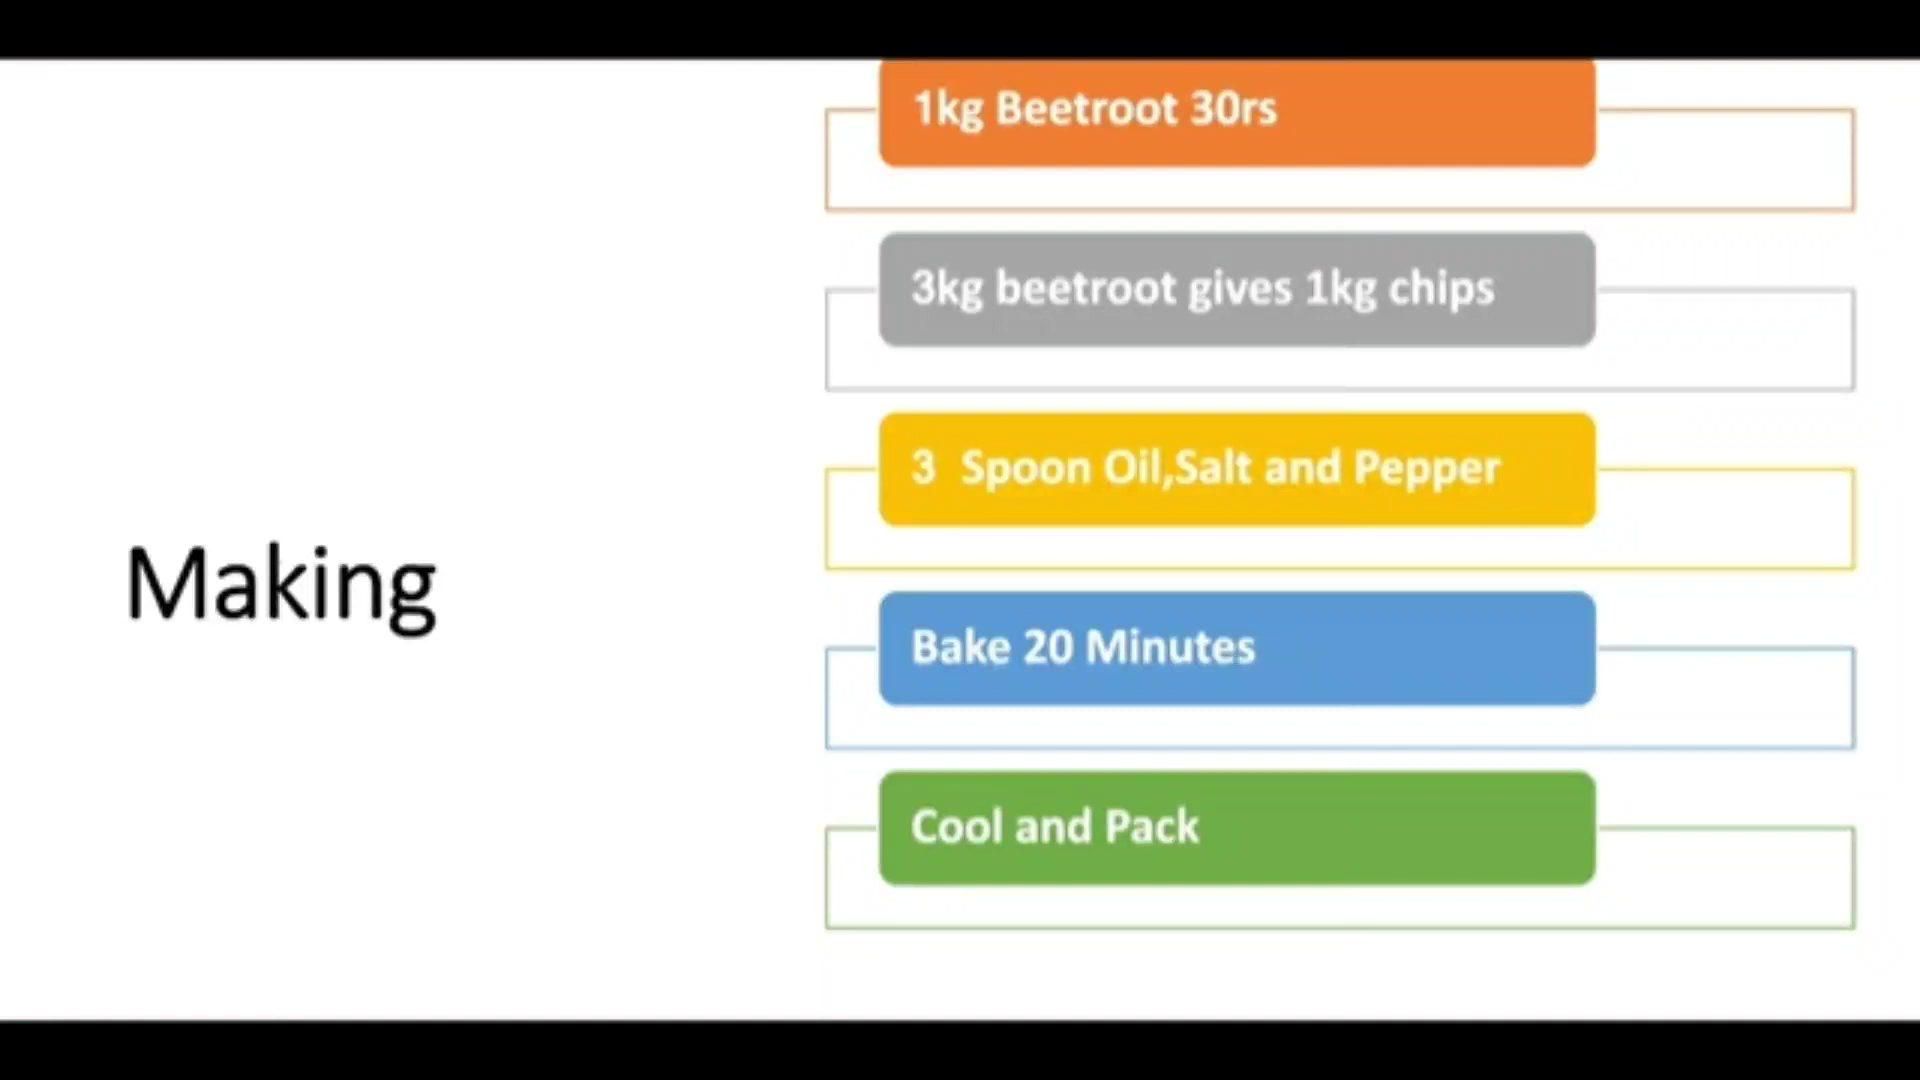 1kg Beetroot 30rs
3kg beetroot gives 1kg chips
3  Spoon Oil,Salt and Pepper
Making
Bake 20 Minutes
Cool and Pack